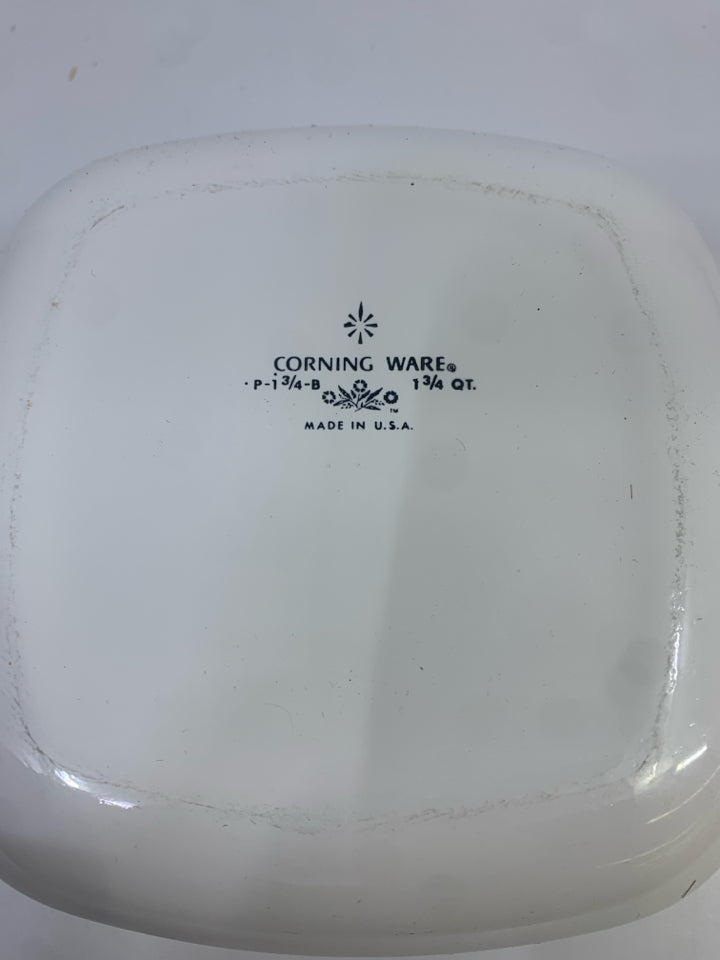 CORNING WARE®
· P-1 3/4-B 1 3/4 QT.
™
MADE IN U.S.A.